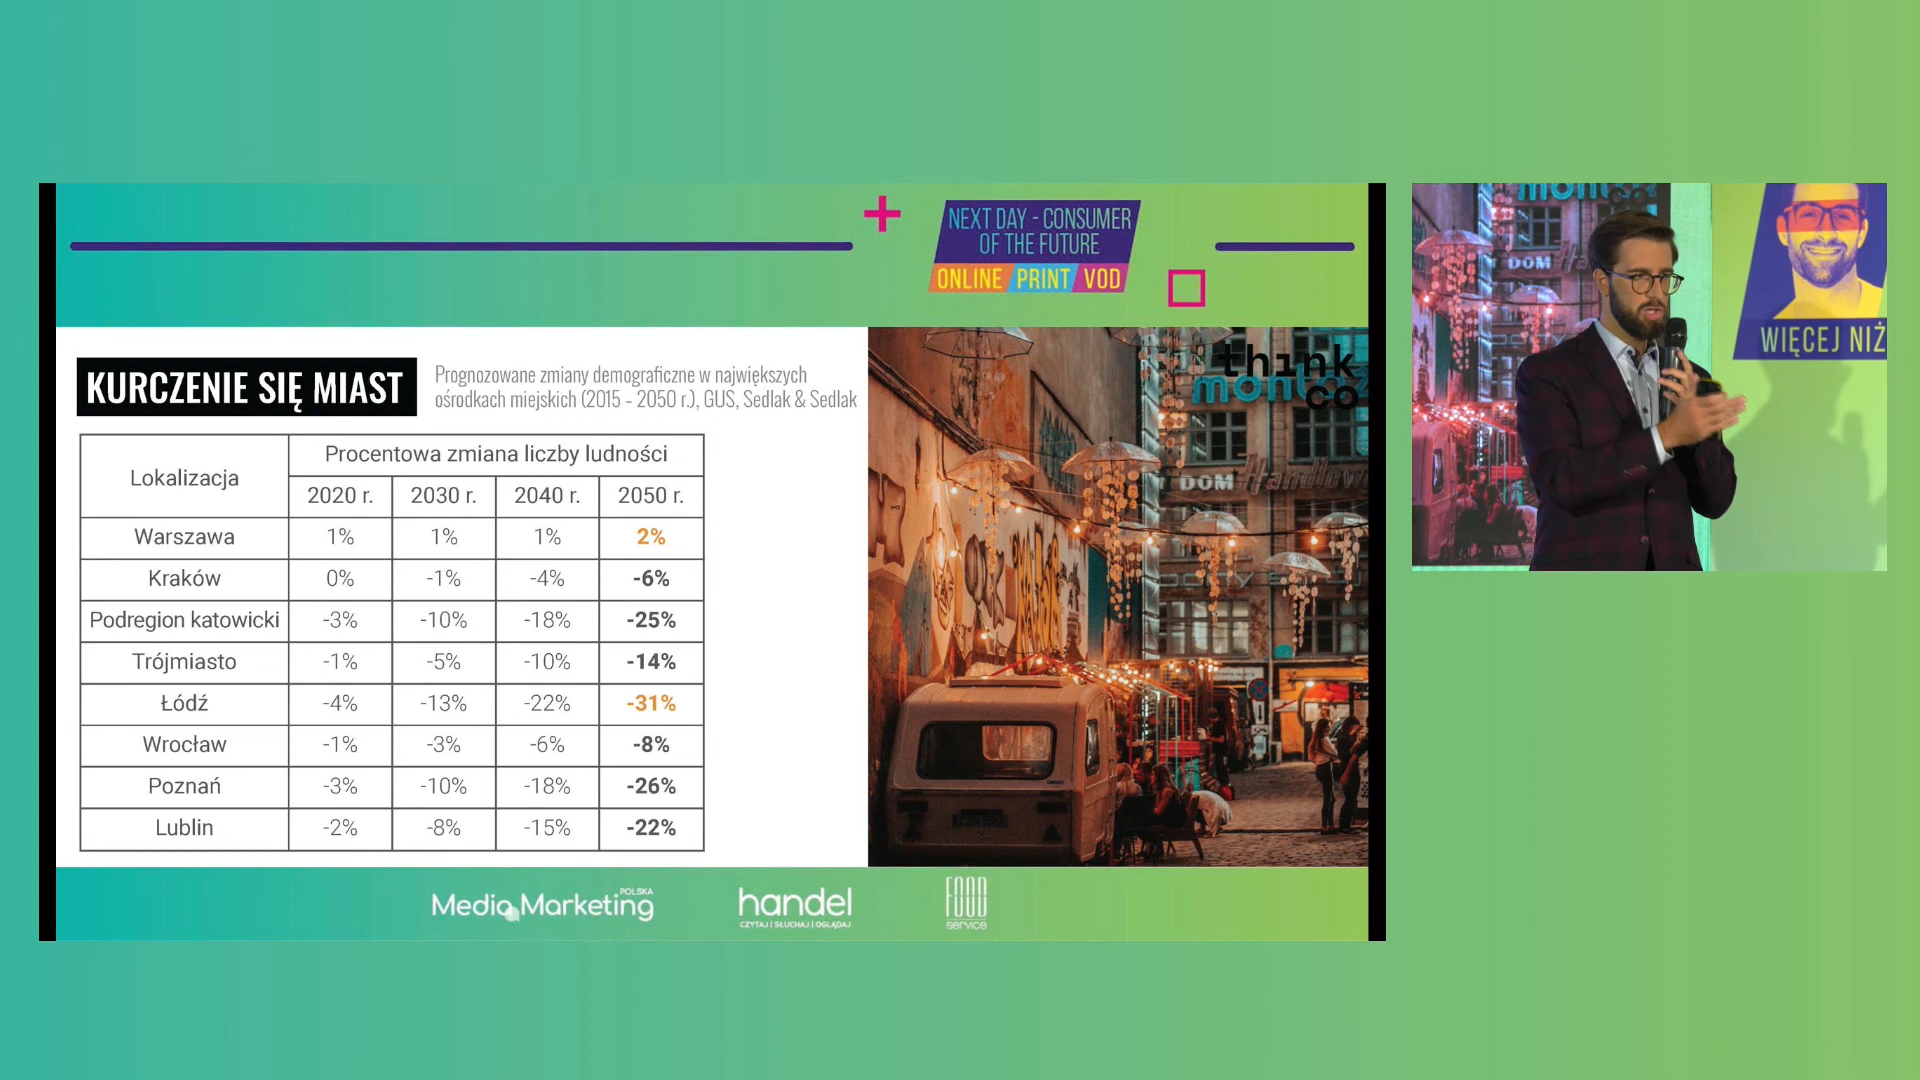 NEXT DAY - CONSUMER
OF THE FUTURE
ONLINE PRINT VOD
KURCZENIE SIĘ MIAST
Prognozowane zmiany demograficzne w największych
ośrodkach miejskich (2015 – 2050 r.), GUS, Sedlak & Sedlak
Lokalizacja
Procentowa zmiana liczby ludności
2020 r. 2030 r. 2040 r. 2050 r.
Warszawa 1% 1% 1% 2%
Kraków 0% -1% -4% -6%
Podregion katowicki -3% -10% -18% -25%
Trójmiasto -1% -5% -10% -14%
Łódź -4% -13% -22% -31%
Wrocław -1% -3% -6% -8%
Poznań -3% -10% -18% -26%
Lublin -2% -8% -15% -22%
think
co
DOM
Media Marketing
POLSKA
handel
CZYTAJ | SŁUCHAJ | OGLĄDAJ
FOOD
service
DOM
WIĘCEJ NIŻ